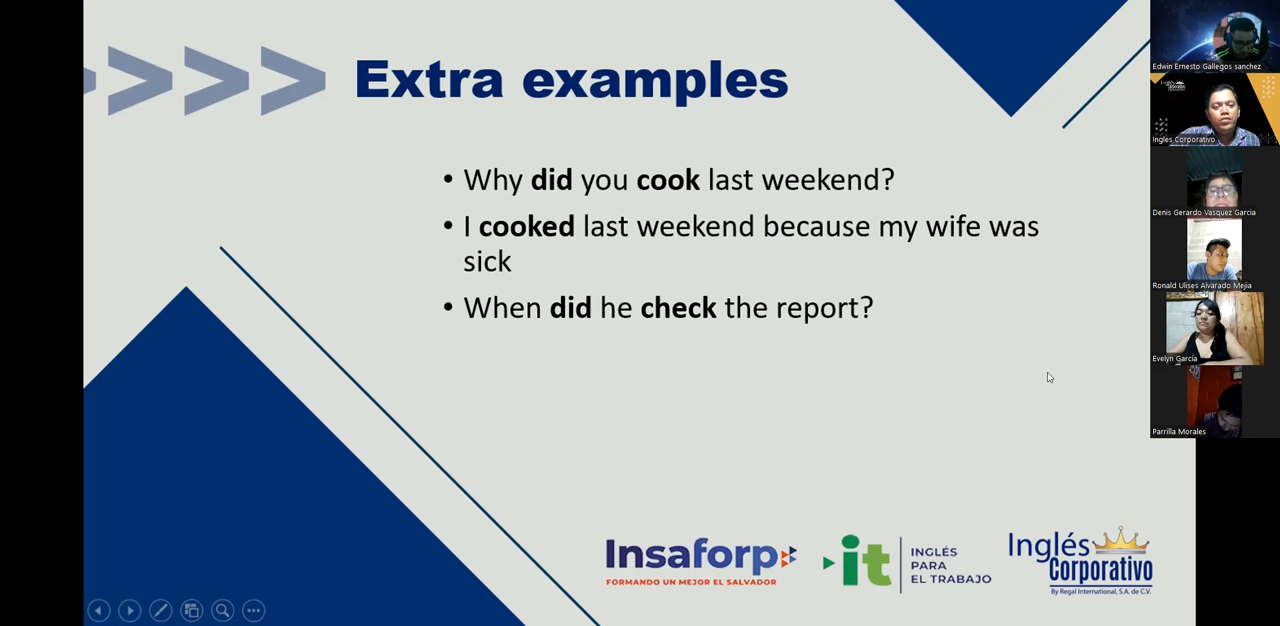 Extra examples
• Why did you cook last weekend?
• I cooked last weekend because my wife was
sick
• When did he check the report?
Insaforp
FORMANDO UN MEJOR EL SALVADOR
it
INGLÉS
PARA
EL TRABAJO
Inglés
Corporativo
By Regal International, S.A. de C.V.
Edwin Ernesto Gallegos sanchez
Ingles Corporativo
Denis Gerardo Vasquez Garcia
Ronald Ulises Alvarado Mejia
Evelyn García
Parrilla Morales